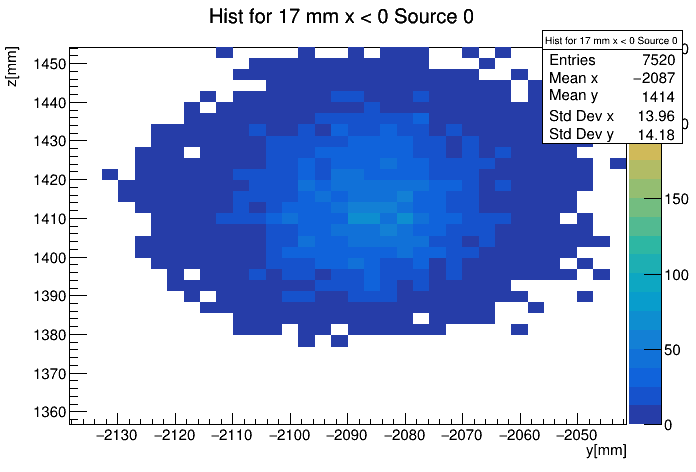 Hist for 17 mm x < 0 Source 0
z[mm]
Hist for 17 mm x < 0 Source 0
Entries 7520
Mean x −2087
Mean y 1414
Std Dev x 13.96
Std Dev y 14.18
1450
1440
1430
1420
1410
1400
1390
1380
1370
1360
0
0
150
100
50
0
−2130 −2120 −2110 −2100 −2090 −2080 −2070 −2060 −2050
y[mm]